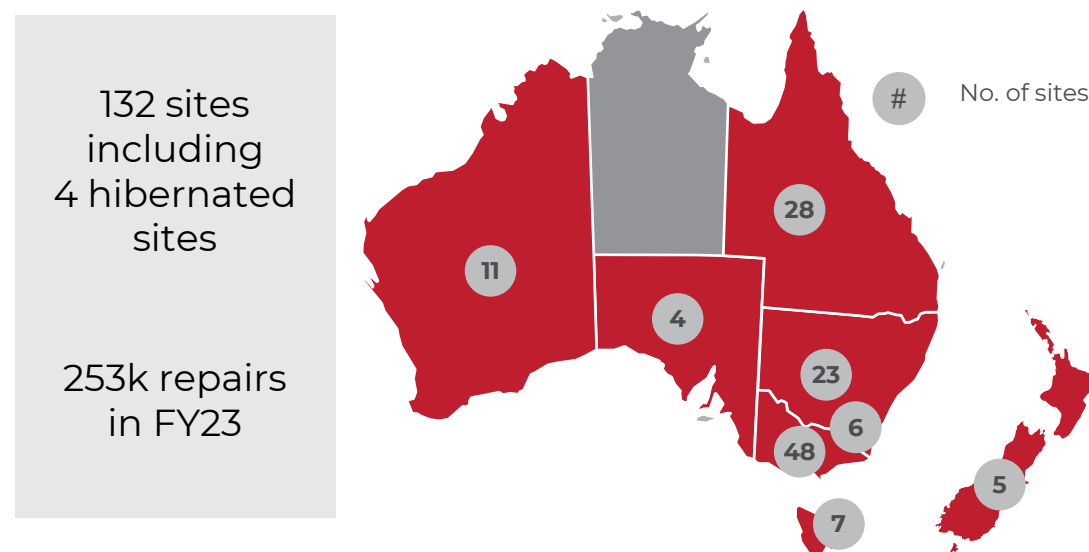 132 sites
including
4 hibernated
sites
253k repairs
in FY23
# No. of sites
28
11
4
23
6
48
5
7